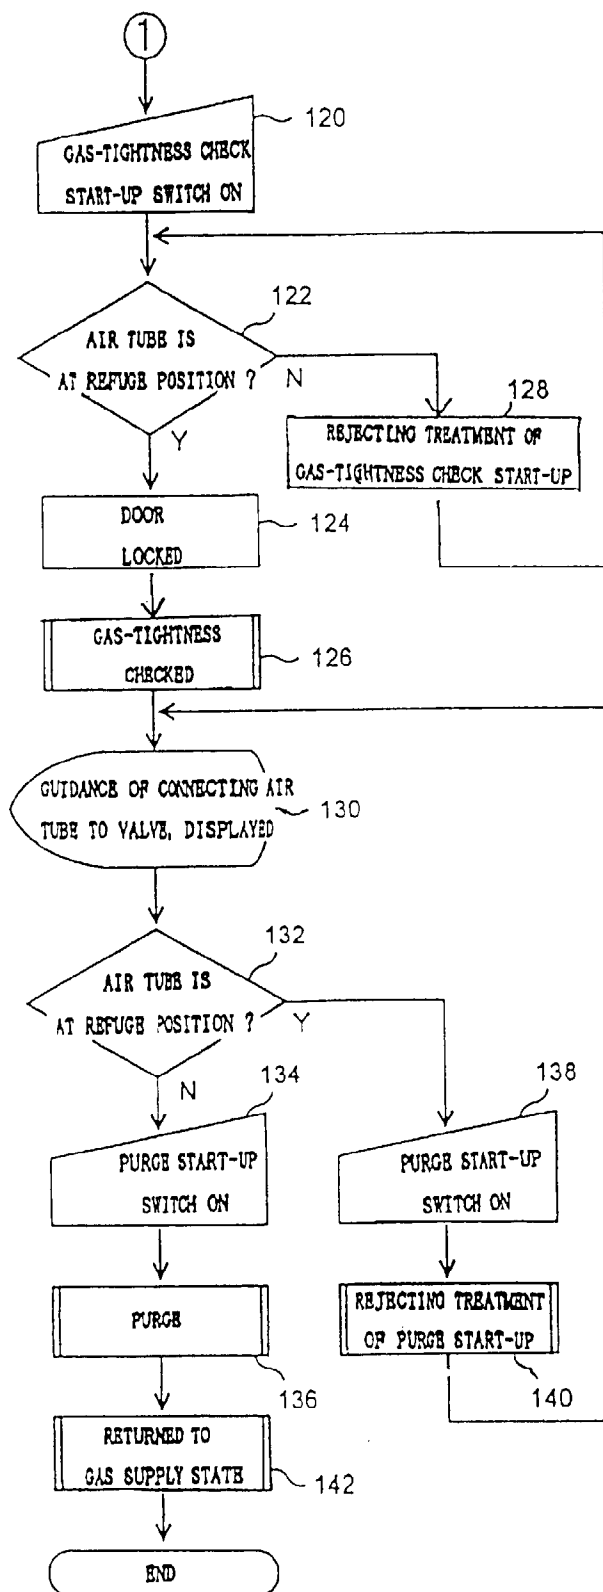 1
GAS-TIGHTNESS CHECK
START-UP SWITCH ON
120
AIR TUBE IS
AT REFUGE POSITION ?
122
N
Y
REJECTING TREATMENT OF
GAS-TIGHTNESS CHECK START-UP
128
DOOR
LOCKED
124
GAS-TIGHTNESS
CHECKED
126
GUIDANCE OF CONNECTING AIR
TUBE TO VALVE, DISPLAYED
130
AIR TUBE IS
AT REFUGE POSITION ?
132
Y
N
134
PURGE START-UP
SWITCH ON
138
PURGE START-UP
SWITCH ON
PURGE
136
REJECTING TREATMENT
OF PURGE START-UP
140
RETURNED TO
GAS SUPPLY STATE
142
END